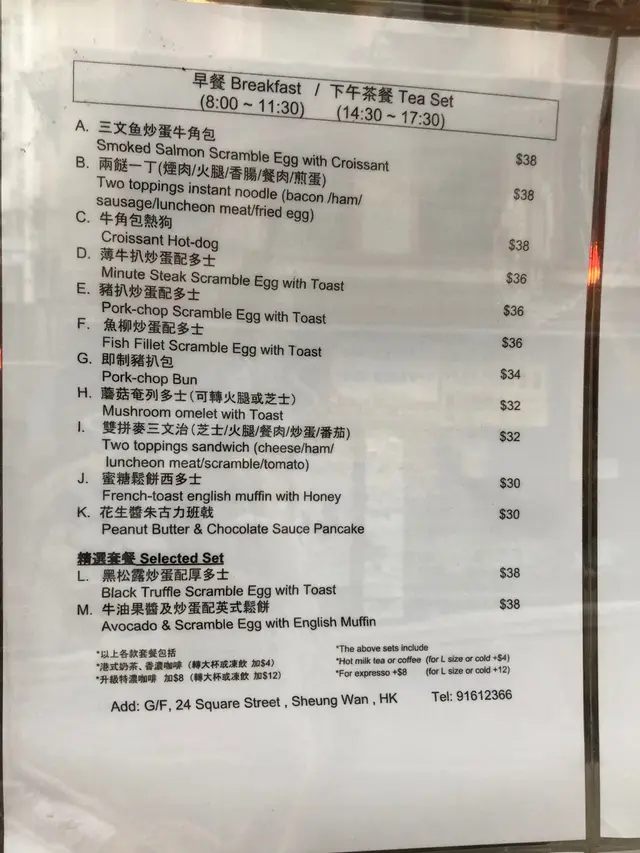 早餐 Breakfast / 下午茶餐 Tea Set
(8:00 ~ 11:30) (14:30 ~ 17:30)
A. 三文魚炒蛋牛角包
Smoked Salmon Scramble Egg with Croissant $38
B. 兩餸一丁(煙肉/火腿/香腸/餐肉/煎蛋)
Two toppings instant noodle (bacon /ham/ $38
sausage/luncheon meat/fried egg)
C. 牛角包熱狗
Croissant Hot-dog $38
D. 薄牛扒炒蛋配多士
Minute Steak Scramble Egg with Toast $36
E. 豬扒炒蛋配多士
Pork-chop Scramble Egg with Toast $36
F. 魚柳炒蛋配多士
Fish Fillet Scramble Egg with Toast $36
G. 即制豬扒包
Pork-chop Bun $34
H. 蘑菇奄列多士(可轉火腿或芝士)
Mushroom omelet with Toast $32
I. 雙拼麥三文治(芝士/火腿/餐肉/炒蛋/番茄) $32
Two toppings sandwich (cheese/ham/
luncheon meat/scramble/tomato)
J. 蜜糖鬆餅西多士 $30
French-toast english muffin with Honey
K. 花生醬朱古力班戟 $30
Peanut Butter & Chocolate Sauce Pancake
精選套餐 Selected Set
L. 黑松露炒蛋配厚多士 $38
Black Truffle Scramble Egg with Toast
M. 牛油果醬及炒蛋配英式鬆餅 $38
Avocado & Scramble Egg with English Muffin
*以上各款套餐包括 *The above sets include
*港式奶茶、香濃咖啡 (轉大杯或凍飲 加$4) *Hot milk tea or coffee (for L size or cold +$4)
*升級特濃咖啡 加$8 (轉大杯或凍飲 加$12) *For expresso +$8 (for L size or cold +12)
Add: G/F, 24 Square Street , Sheung Wan , HK Tel: 91612366